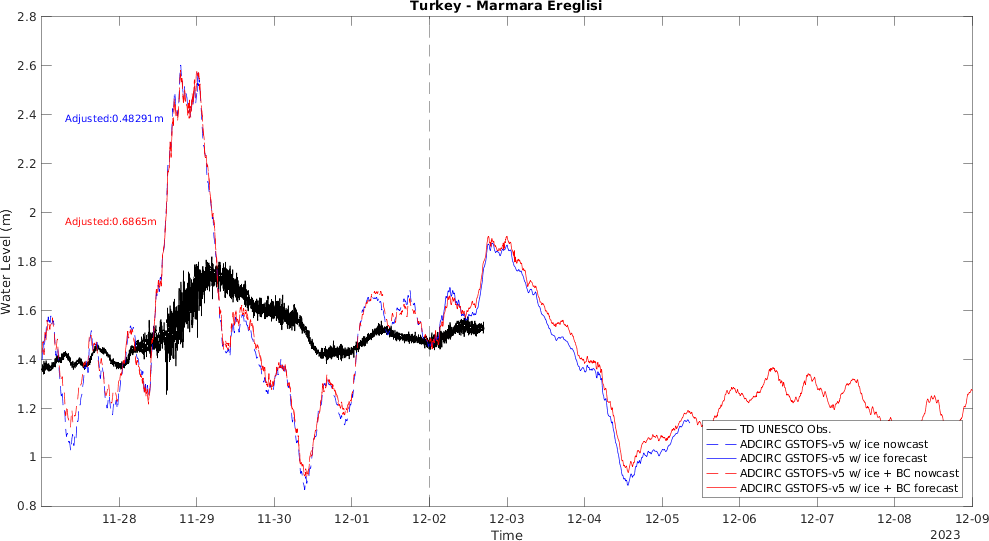 Turkey - Marmara Ereglisi
2.8
2.6
2.4
2.2
2
1.8
1.6
1.4
1.2
1
0.8
Water Level (m)
Adjusted:0.48291m
Adjusted:0.6865m
TD UNESCO Obs.
ADCIRC GSTOFS-v5 w/ ice nowcast
ADCIRC GSTOFS-v5 w/ ice forecast
ADCIRC GSTOFS-v5 w/ ice + BC nowcast
ADCIRC GSTOFS-v5 w/ ice + BC forecast
11-28 11-29 11-30 12-01 12-02 12-03 12-04 12-05 12-06 12-07 12-08 12-09
Time
2023